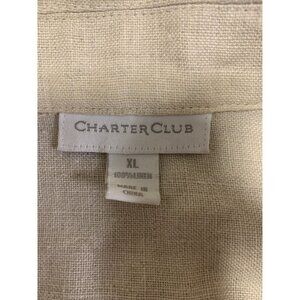 CHARTER CLUB
XL
100% LINEN
MADE IN
CHINA